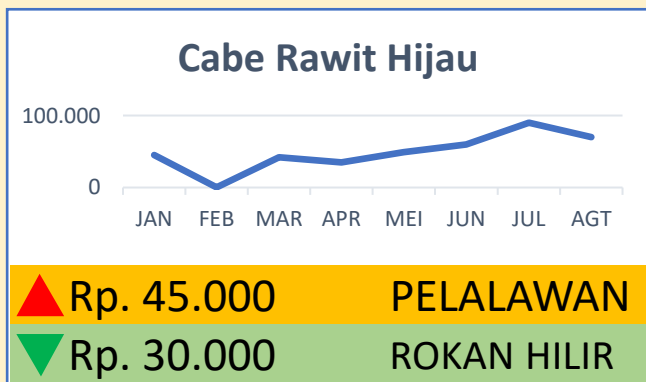 Cabe Rawit Hijau
100.000
0
JAN FEB MAR APR MEI JUN JUL AGT
Rp. 45.000 PELALAWAN
Rp. 30.000 ROKAN HILIR